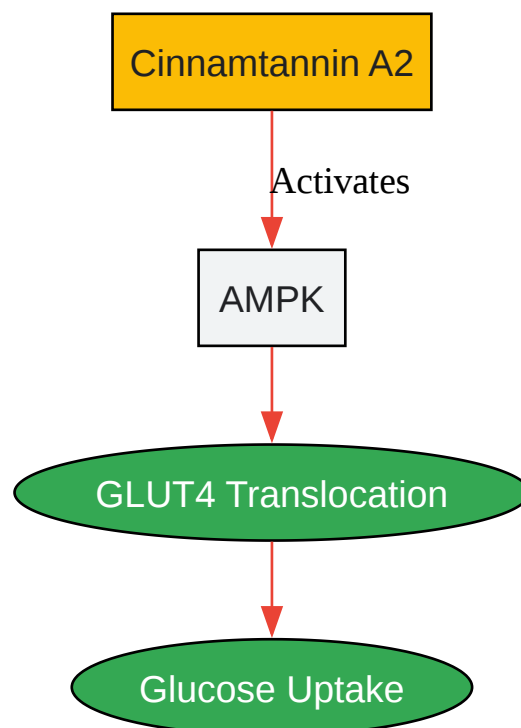 Cinnamtannin A2
Activates
AMPK
GLUT4 Translocation
Glucose Uptake